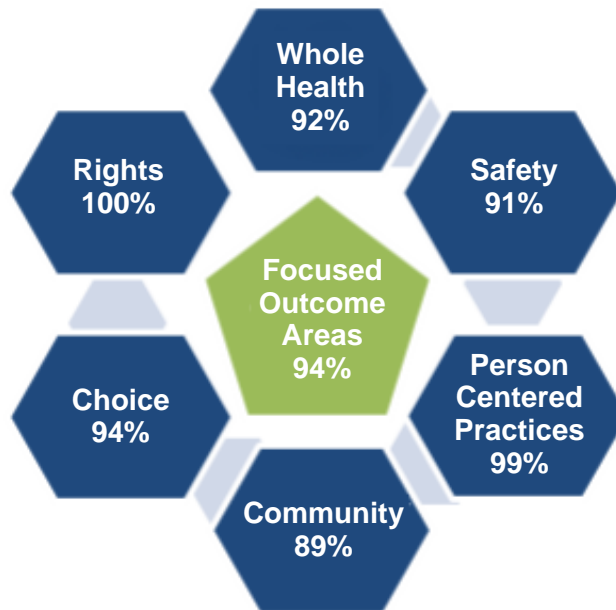 Whole
Health
92%
Safety
91%
Person
Centered
Practices
99%
Community
89%
Choice
94%
Rights
100%
Focused
Outcome
Areas
94%